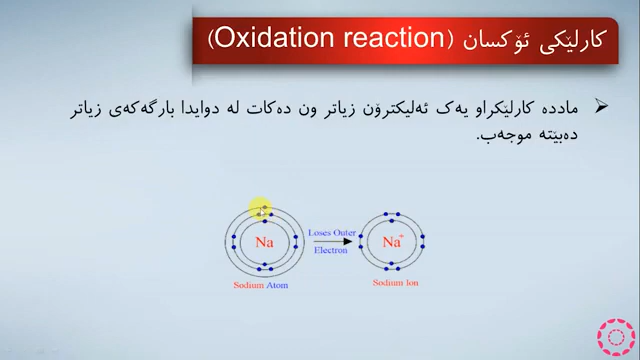 کارلێکی ئۆکسان (Oxidation reaction)
ماددە کارلێکراو یەک ئەلیکترۆن زیاتر ون دەکات لە دوایدا بارگەکەی زیاتر
دەبێتە موجەب.
Na
Loses Outer
Electron
Na+
Sodium Atom
Sodium Ion